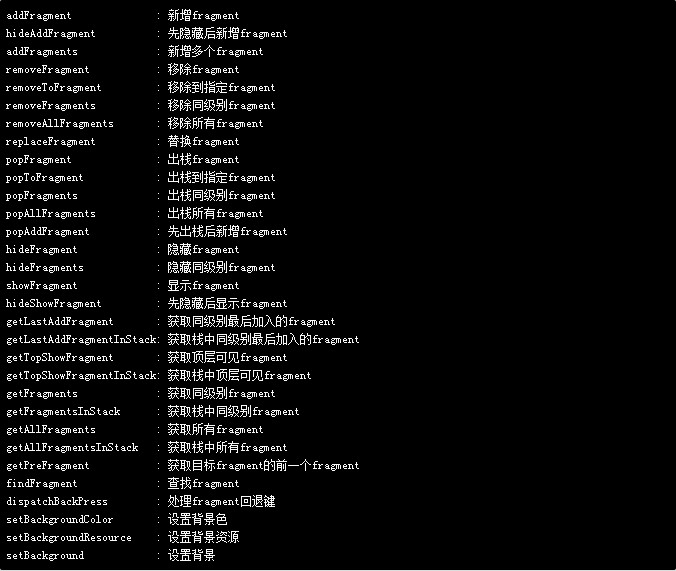 addFragment : 新增fragment
hideAddFragment : 先隐藏后新增fragment
addFragments : 新增多个fragment
removeFragment : 移除fragment
removeToFragment : 移除到指定fragment
removeFragments : 移除同级别fragment
removeAllFragments : 移除所有fragment
replaceFragment : 替换fragment
popFragment : 出栈fragment
popToFragment : 出栈到指定fragment
popFragments : 出栈同级别fragment
popAllFragments : 出栈所有fragment
popAddFragment : 先出栈后新增fragment
hideFragment : 隐藏fragment
hideFragments : 隐藏同级别fragment
showFragment : 显示fragment
hideShowFragment : 先隐藏后显示fragment
getLastAddFragment : 获取同级别最后加入的fragment
getLastAddFragmentInStack: 获取栈中同级别最后加入的fragment
getTopShowFragment : 获取顶层可见fragment
getTopShowFragmentInStack: 获取栈中顶层可见fragment
getFragments : 获取同级别fragment
getFragmentsInStack : 获取栈中同级别fragment
getAllFragments : 获取所有fragment
getAllFragmentsInStack : 获取栈中所有fragment
getPreFragment : 获取目标fragment的前一个fragment
findFragment : 查找fragment
dispatchBackPress : 处理fragment回退键
setBackgroundColor : 设置背景色
setBackgroundResource : 设置背景资源
setBackground : 设置背景